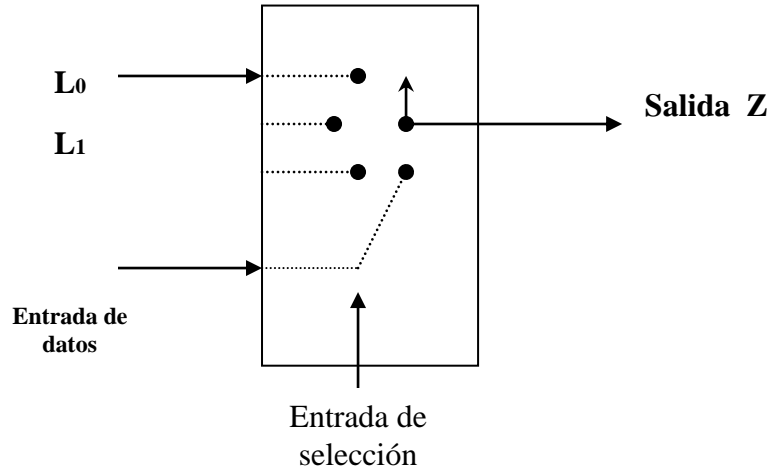 L0
Salida Z
L1
Entrada de
datos
Entrada de
selección